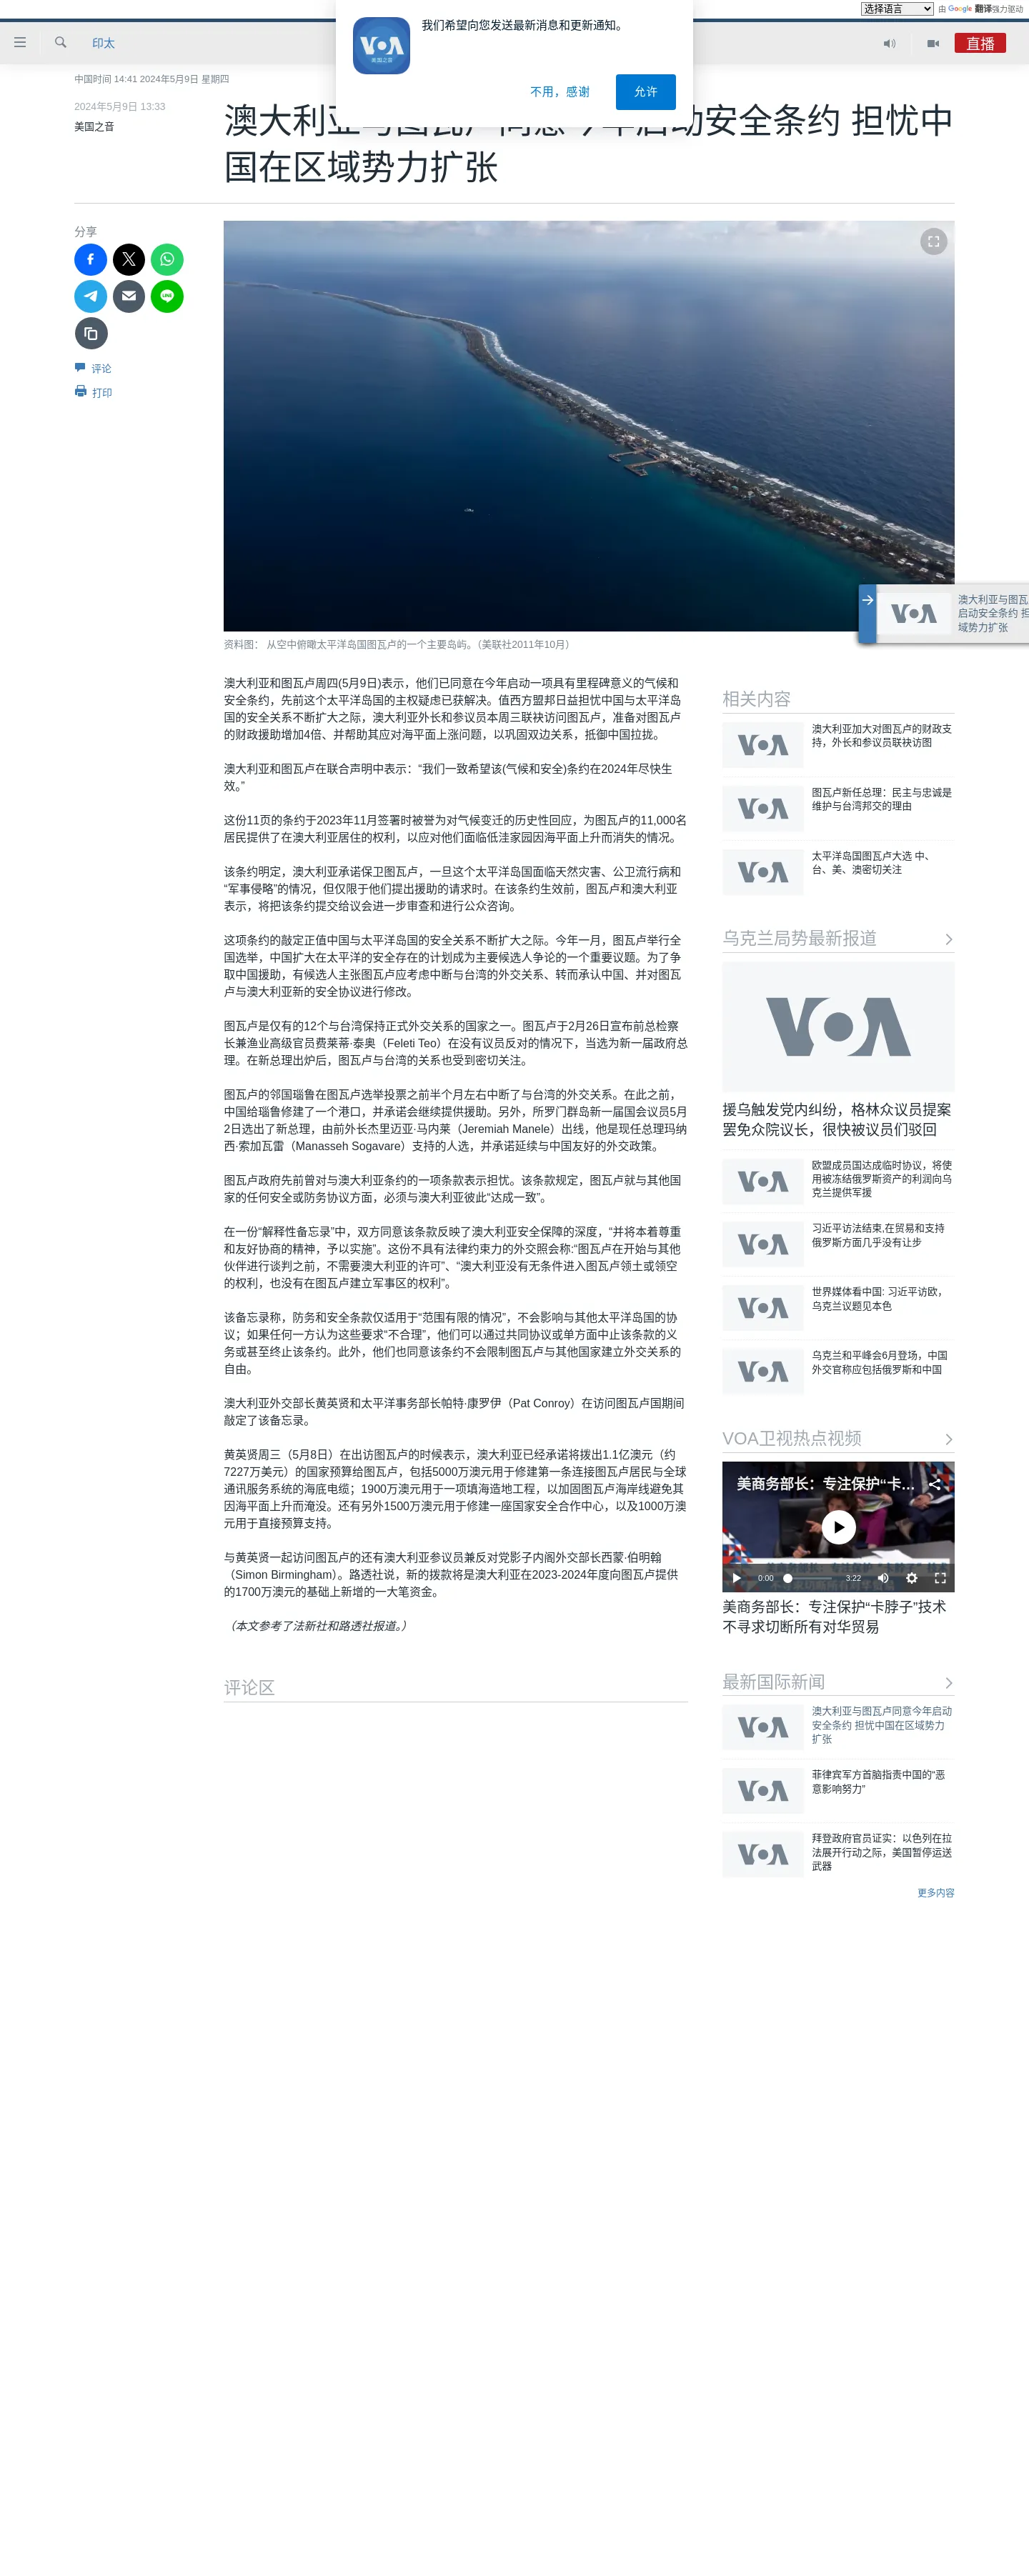 选择语言 由 Google 翻译强力驱动
我们希望向您发送最新消息和更新通知。
VOA
美国之音
不用，感谢
允许
印太
直播
中国时间 14:41 2024年5月9日 星期四
2024年5月9日 13:33
美国之音
安全条约 担忧中
国在区域势力扩张
分享
评论
打印
资料图： 从空中俯瞰太平洋岛国图瓦卢的一个主要岛屿。（美联社2011年10月）
VOA
澳大利亚与图瓦
启动安全条约 担
域势力扩张
澳大利亚和图瓦卢周四(5月9日)表示，他们已同意在今年启动一项具有里程碑意义的气候和
安全条约，先前这个太平洋岛国的主权疑虑已获解决。值西方盟邦日益担忧中国与太平洋岛
国的安全关系不断扩大之际，澳大利亚外长和参议员本周三联袂访问图瓦卢，准备对图瓦卢
的财政援助增加4倍、并帮助其应对海平面上涨问题，以巩固双边关系，抵御中国拉拢。
澳大利亚和图瓦卢在联合声明中表示：“我们一致希望该(气候和安全)条约在2024年尽快生
效。”
这份11页的条约于2023年11月签署时被誉为对气候变迁的历史性回应，为图瓦卢的11,000名
居民提供了在澳大利亚居住的权利，以应对他们面临低洼家园因海平面上升而消失的情况。
该条约明定，澳大利亚承诺保卫图瓦卢，一旦这个太平洋岛国面临天然灾害、公卫流行病和
“军事侵略”的情况，但仅限于他们提出援助的请求时。在该条约生效前，图瓦卢和澳大利亚
表示，将把该条约提交给议会进一步审查和进行公众咨询。
这项条约的敲定正值中国与太平洋岛国的安全关系不断扩大之际。今年一月，图瓦卢举行全
国选举，中国扩大在太平洋的安全存在的计划成为主要候选人争论的一个重要议题。为了争
取中国援助，有候选人主张图瓦卢应考虑中断与台湾的外交关系、转而承认中国、并对图瓦
卢与澳大利亚新的安全协议进行修改。
图瓦卢是仅有的12个与台湾保持正式外交关系的国家之一。图瓦卢于2月26日宣布前总检察
长兼渔业高级官员费莱蒂·泰奥（Feleti Teo）在没有议员反对的情况下，当选为新一届政府总
理。在新总理出炉后，图瓦卢与台湾的关系也受到密切关注。
图瓦卢的邻国瑙鲁在图瓦卢选举投票之前半个月左右中断了与台湾的外交关系。在此之前，
中国给瑙鲁修建了一个港口，并承诺会继续提供援助。另外，所罗门群岛新一届国会议员5月
2日选出了新总理，由前外长杰里迈亚·马内莱（Jeremiah Manele）出线，他是现任总理玛纳
西·索加瓦雷（Manasseh Sogavare）支持的人选，并承诺延续与中国友好的外交政策。
图瓦卢政府先前曾对与澳大利亚条约的一项条款表示担忧。该条款规定，图瓦卢就与其他国
家的任何安全或防务协议方面，必须与澳大利亚彼此“达成一致”。
在一份“解释性备忘录”中，双方同意该条款反映了澳大利亚安全保障的深度，“并将本着尊重
和友好协商的精神，予以实施”。这份不具有法律约束力的外交照会称:“图瓦卢在开始与其他
伙伴进行谈判之前，不需要澳大利亚的许可”、“澳大利亚没有无条件进入图瓦卢领土或领空
的权利，也没有在图瓦卢建立军事区的权利”。
该备忘录称，防务和安全条款仅适用于“范围有限的情况”，不会影响与其他太平洋岛国的协
议；如果任何一方认为这些要求“不合理”，他们可以通过共同协议或单方面中止该条款的义
务或甚至终止该条约。此外，他们也同意该条约不会限制图瓦卢与其他国家建立外交关系的
自由。
澳大利亚外交部长黄英贤和太平洋事务部长帕特·康罗伊（Pat Conroy）在访问图瓦卢国期间
敲定了该备忘录。
黄英贤周三（5月8日）在出访图瓦卢的时候表示，澳大利亚已经承诺将拨出1.1亿澳元（约
7227万美元）的国家预算给图瓦卢，包括5000万澳元用于修建第一条连接图瓦卢居民与全球
通讯服务系统的海底电缆；1900万澳元用于一项填海造地工程，以加固图瓦卢海岸线避免其
因海平面上升而淹没。还有另外1500万澳元用于修建一座国家安全合作中心，以及1000万澳
元用于直接预算支持。
与黄英贤一起访问图瓦卢的还有澳大利亚参议员兼反对党影子内阁外交部长西蒙·伯明翰
（Simon Birmingham）。路透社说，新的拨款将是澳大利亚在2023-2024年度向图瓦卢提供
的1700万澳元的基础上新增的一大笔资金。
（本文参考了法新社和路透社报道。）
评论区
相关内容
VOA
澳大利亚加大对图瓦卢的财政支
持，外长和参议员联袂访图
VOA
图瓦卢新任总理：民主与忠诚是
维护与台湾邦交的理由
VOA
太平洋岛国图瓦卢大选 中、
台、美、澳密切关注
乌克兰局势最新报道
VOA
援乌触发党内纠纷，格林众议员提案
罢免众院议长，很快被议员们驳回
VOA
欧盟成员国达成临时协议，将使
用被冻结俄罗斯资产的利润向乌
克兰提供军援
VOA
习近平访法结束,在贸易和支持
俄罗斯方面几乎没有让步
VOA
世界媒体看中国: 习近平访欧，
乌克兰议题见本色
VOA
乌克兰和平峰会6月登场，中国
外交官称应包括俄罗斯和中国
VOA卫视热点视频
美商务部长：专注保护“卡…
0:00
3:22
美商务部长：专注保护“卡脖子”技术
不寻求切断所有对华贸易
最新国际新闻
VOA
澳大利亚与图瓦卢同意今年启动
安全条约 担忧中国在区域势力
扩张
VOA
菲律宾军方首脑指责中国的“恶
意影响努力”
VOA
拜登政府官员证实：以色列在拉
法展开行动之际，美国暂停运送
武器
更多内容